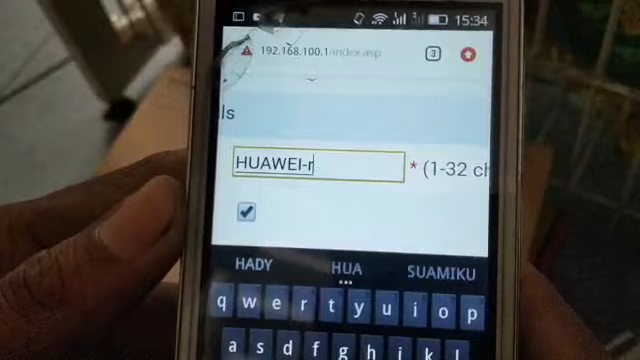 15:34
192.168.100.1/index.asp
3
ls
HUAWEI-r
* (1-32 ch
HADY HUA SUAMIKU
q w e r t y u i o p
a s d f g h j k l